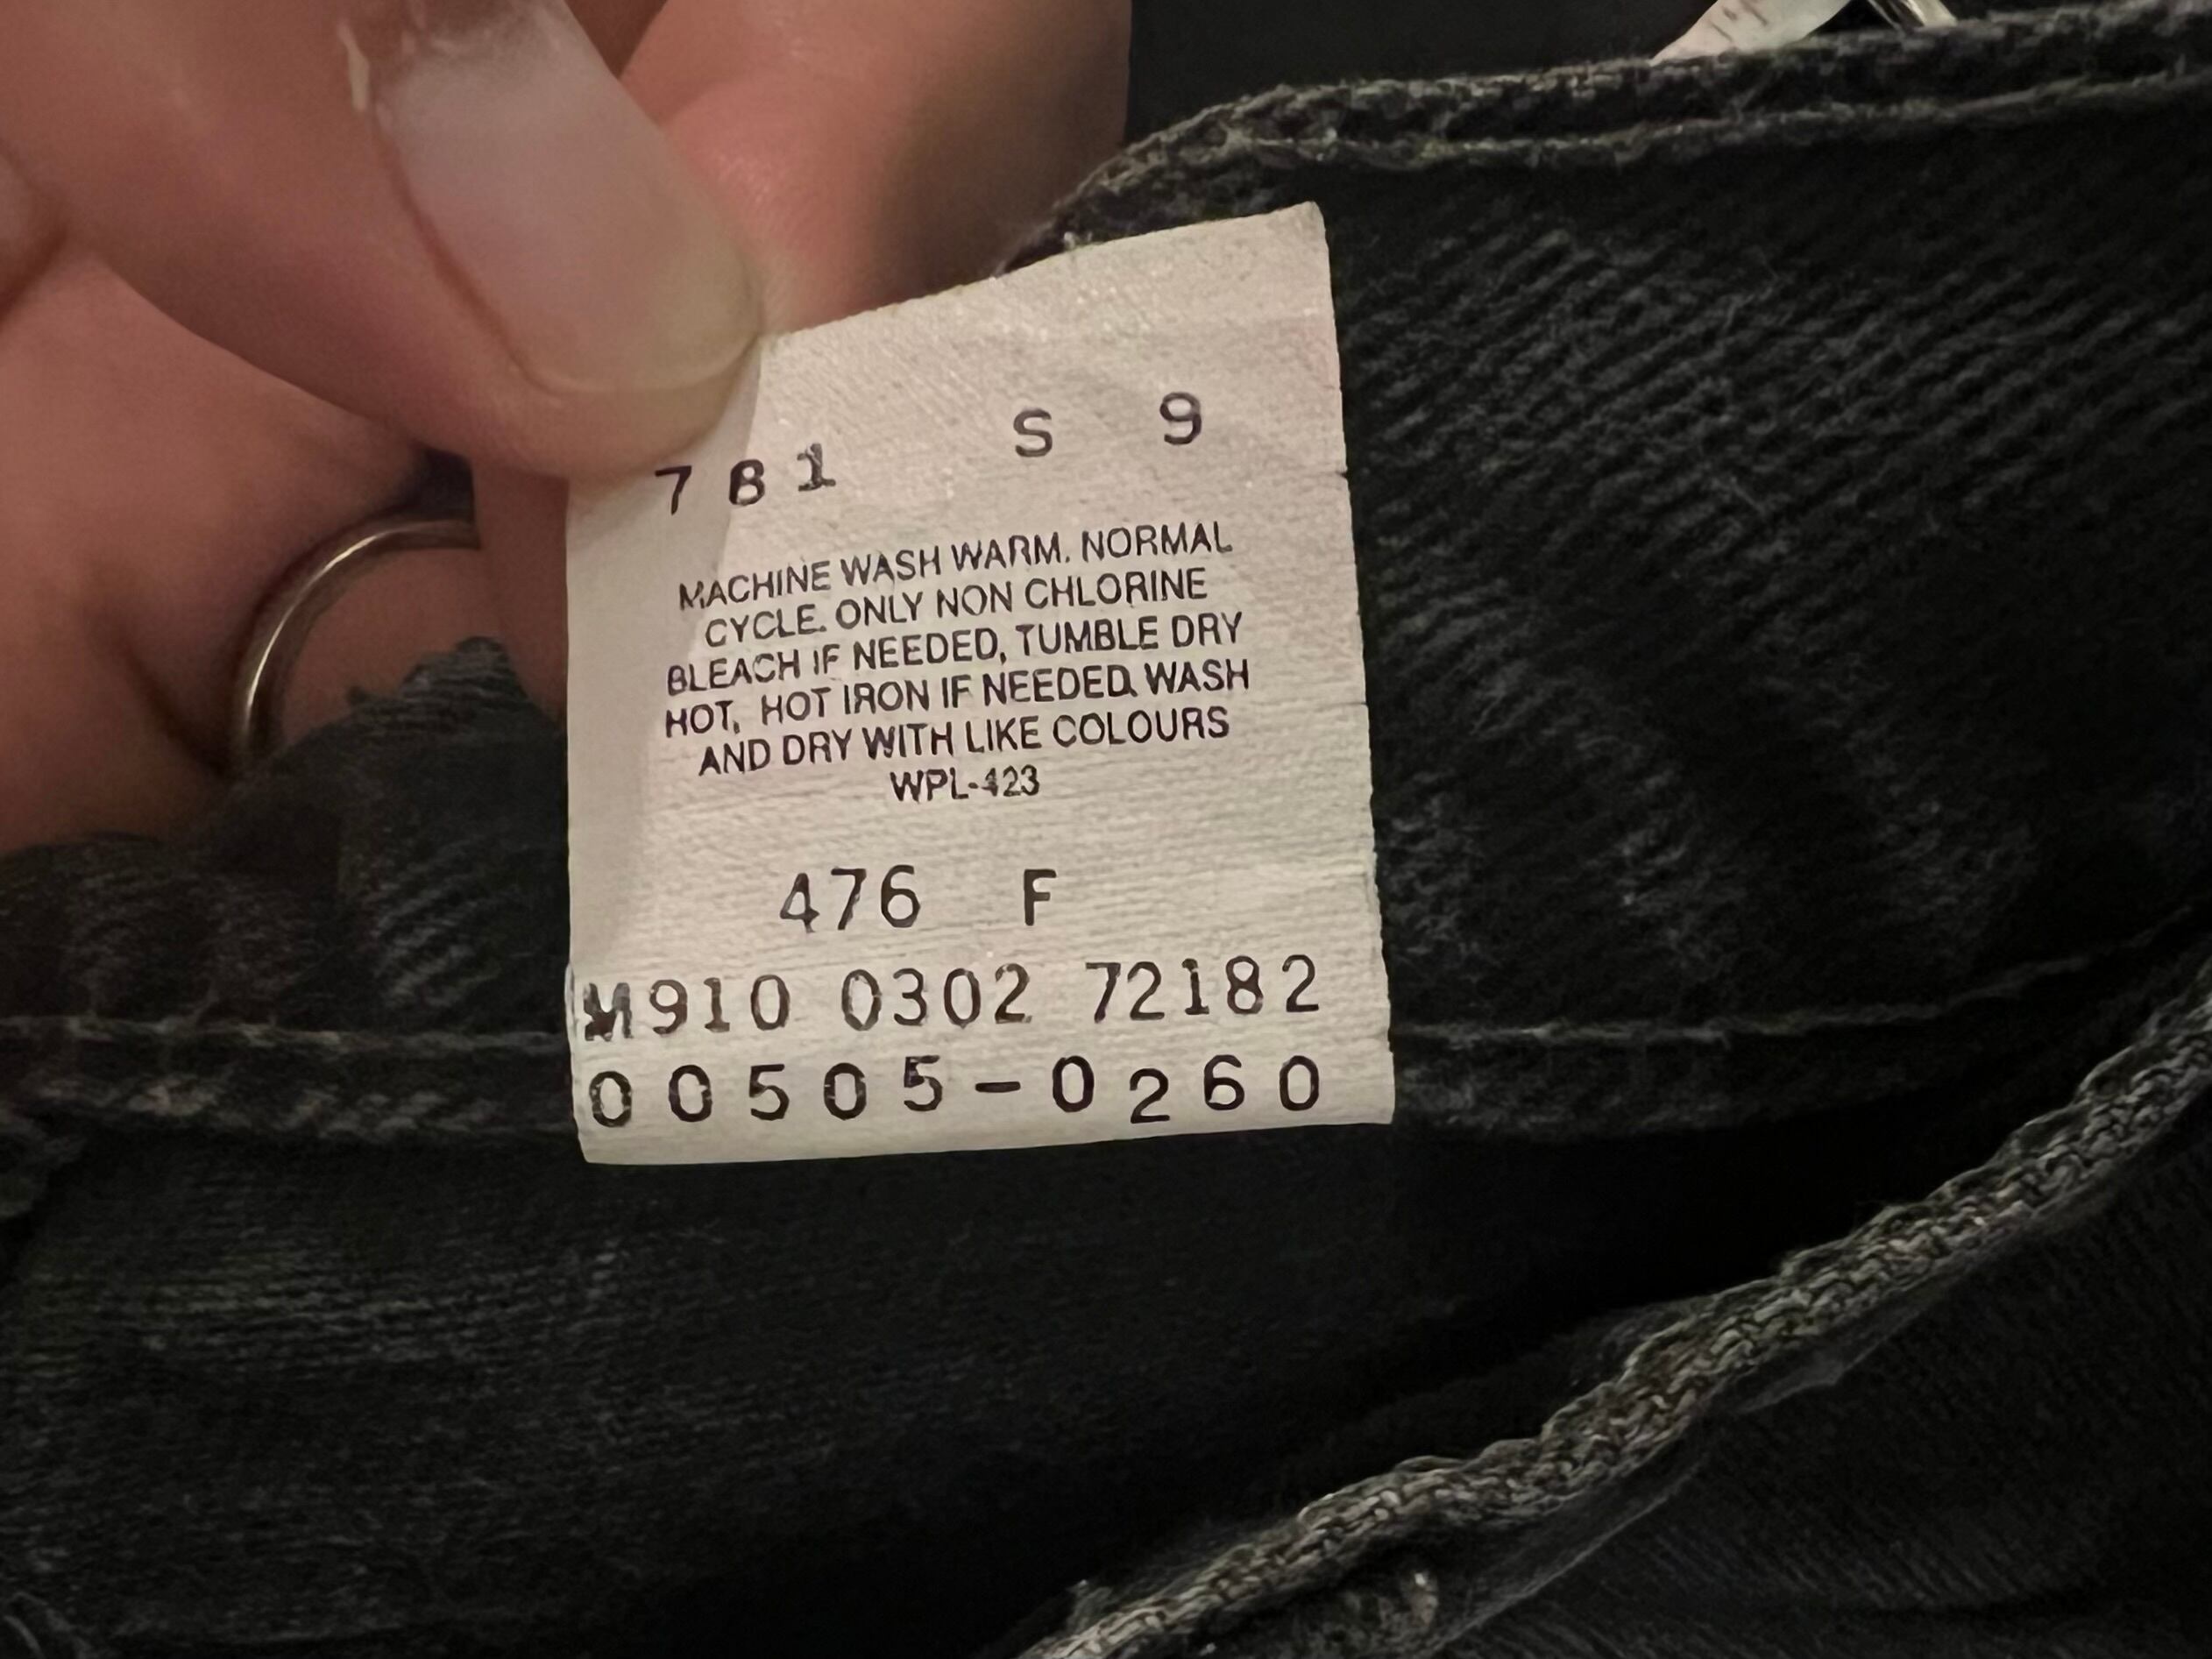 781 S 9
MACHINE WASH WARM. NORMAL
CYCLE. ONLY NON CHLORINE
BLEACH IF NEEDED, TUMBLE DRY
HOT, HOT IRON IF NEEDED. WASH
AND DRY WITH LIKE COLOURS
WPL-423
476 F
M910 0302 72182
00505-0260